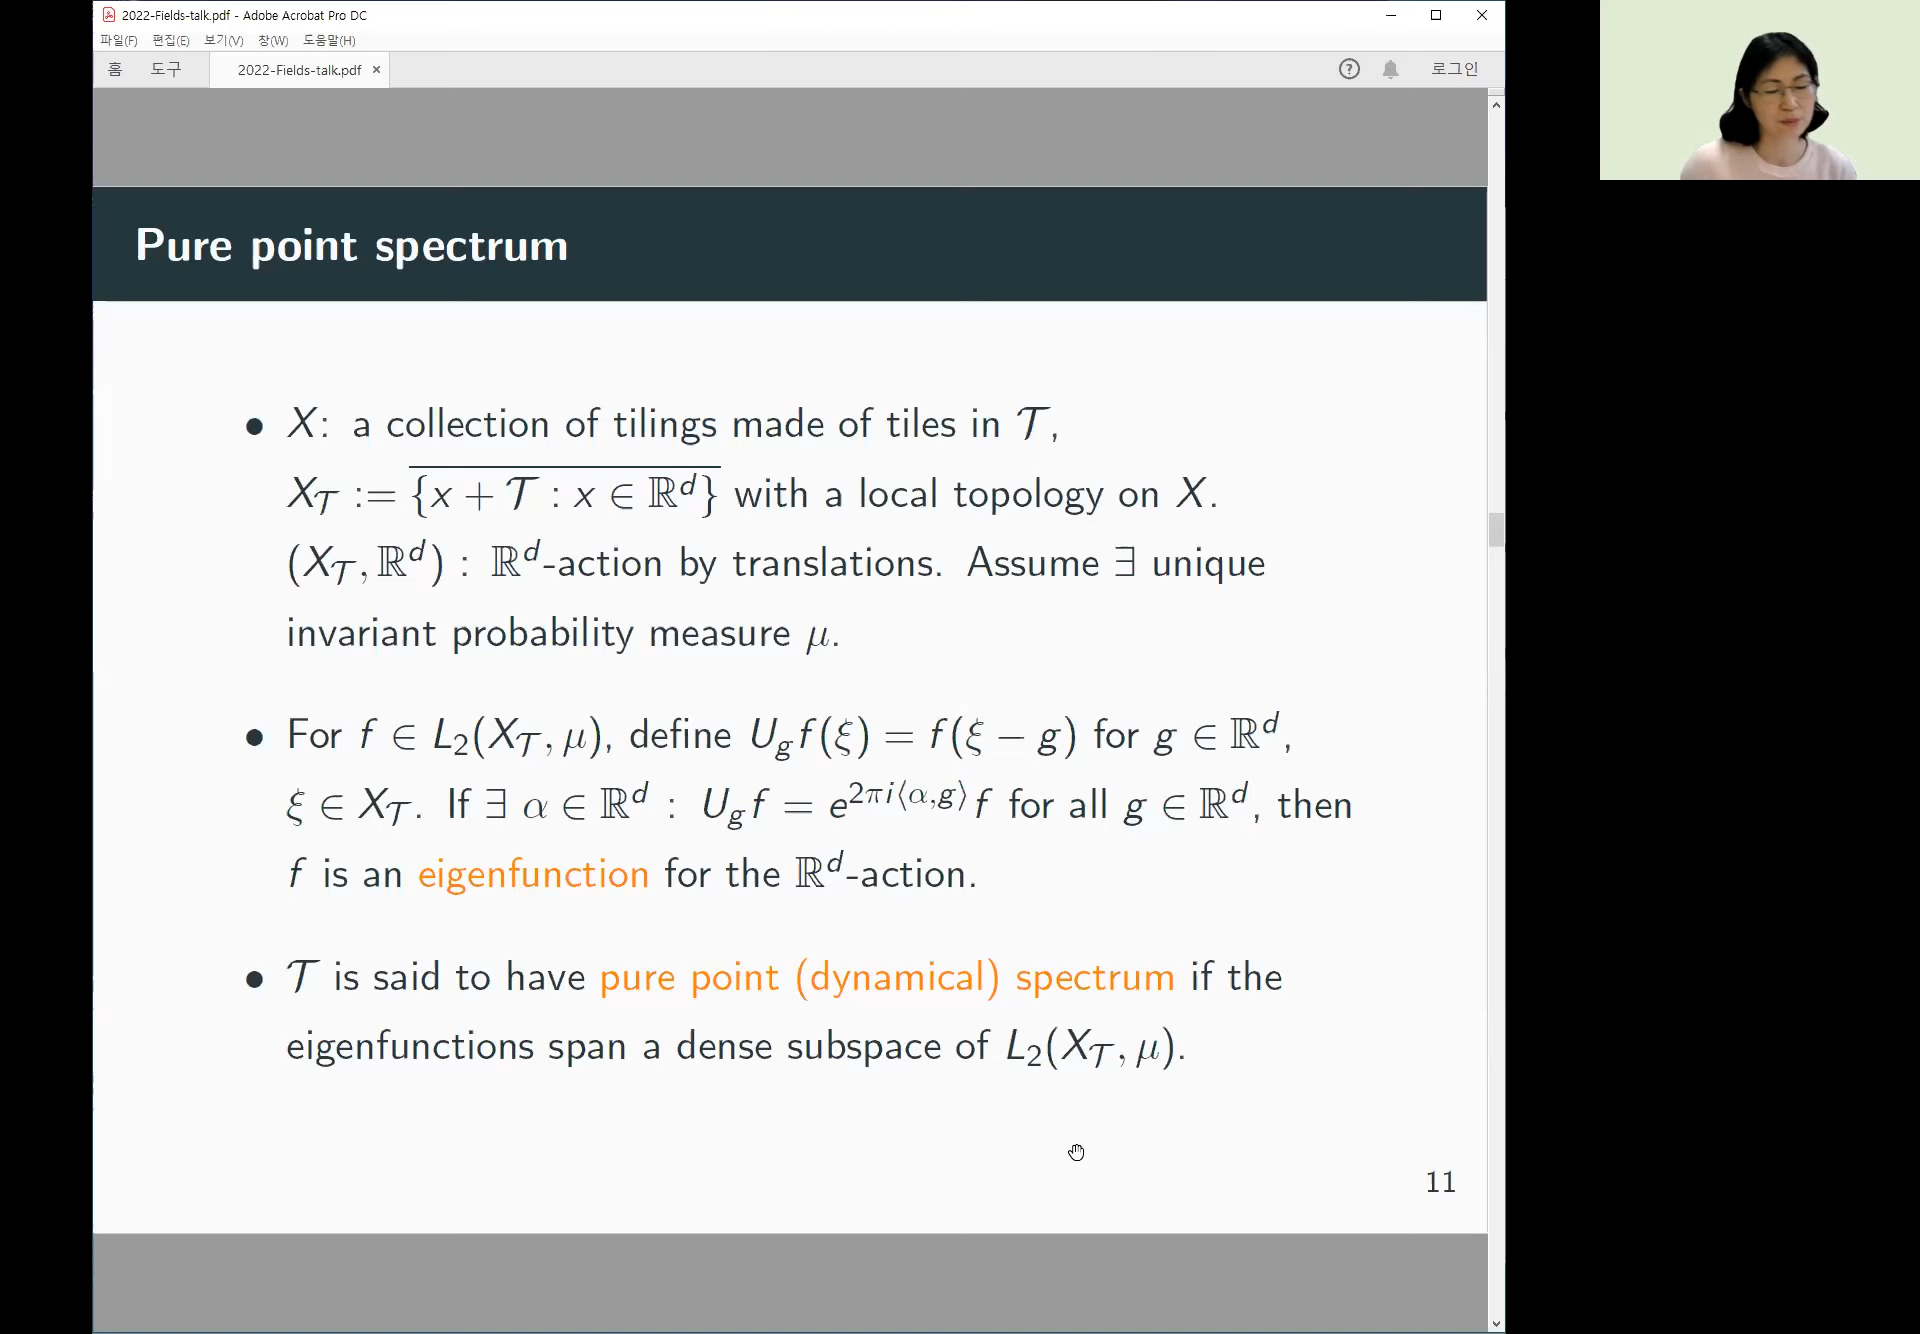 2022-Fields-talk.pdf - Adobe Acrobat Pro DC
파일(F) 편집(E) 보기(V) 창(W) 도움말(H)
홈 도구 2022-Fields-talk.pdf × ? 로그인
Pure point spectrum
• X: a collection of tilings made of tiles in 𝒯,
X_𝒯 := \overline{{x + 𝒯 : x ∈ ℝ^d}} with a local topology on X.
(X_𝒯, ℝ^d) : ℝ^d-action by translations. Assume ∃ unique
invariant probability measure μ.
• For f ∈ L₂(X_𝒯, μ), define U_g f(ξ) = f(ξ − g) for g ∈ ℝ^d,
ξ ∈ X_𝒯. If ∃ α ∈ ℝ^d : U_g f = e^{2πi⟨α,g⟩} f for all g ∈ ℝ^d, then
f is an eigenfunction for the ℝ^d-action.
• 𝒯 is said to have pure point (dynamical) spectrum if the
eigenfunctions span a dense subspace of L₂(X_𝒯, μ).
11